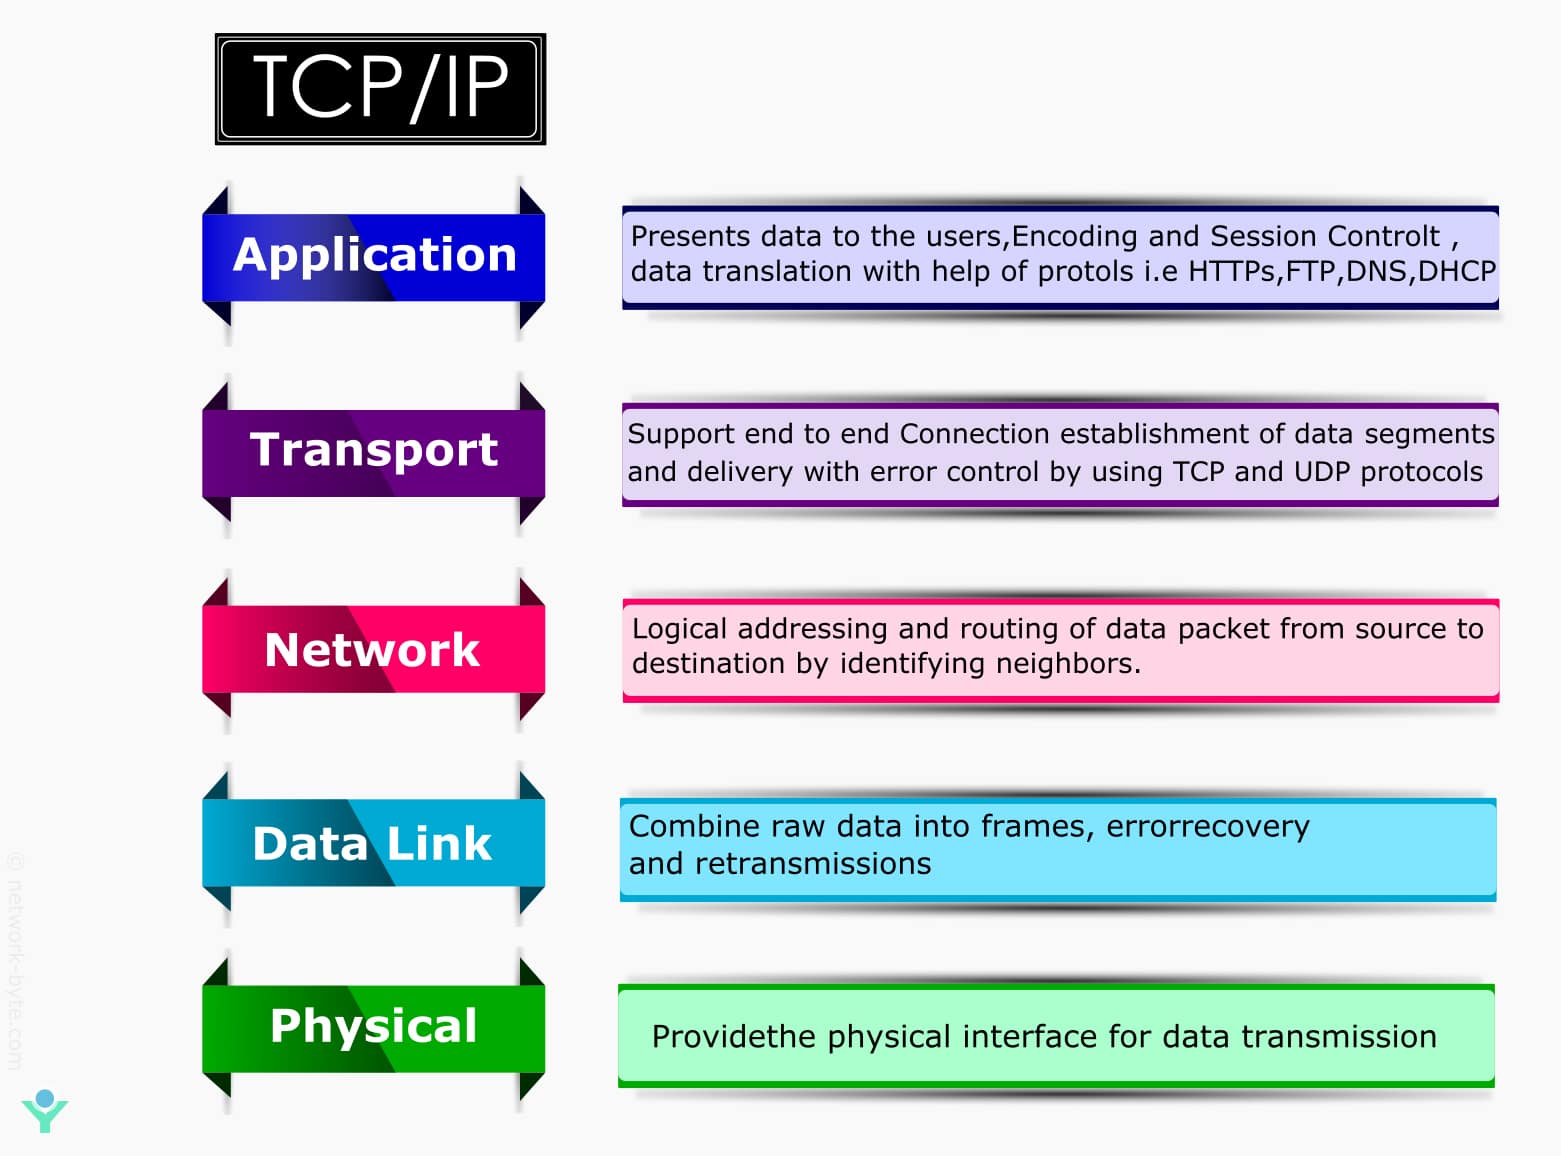 TCP/IP
Application
Presents data to the users,Encoding and Session Controlt ,
data translation with help of protols i.e HTTPs,FTP,DNS,DHCP
Transport
Support end to end Connection establishment of data segments
and delivery with error control by using TCP and UDP protocols
Network
Logical addressing and routing of data packet from source to
destination by identifying neighbors.
Data Link
Combine raw data into frames, errorrecovery
and retransmissions
Physical
Providethe physical interface for data transmission
© network-byte.com